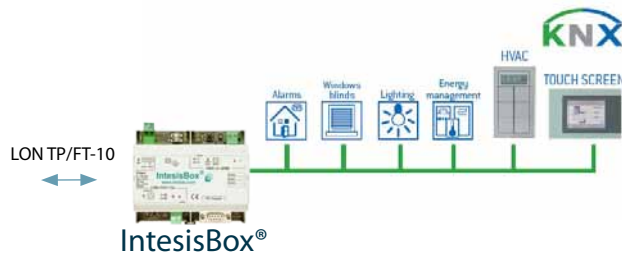 KNX
HVAC
TOUCH SCREEN
Alarms
Windows
blinds
Lighting
Energy
management
LON TP/FT-10
IntesisBox®
IntesisBox®